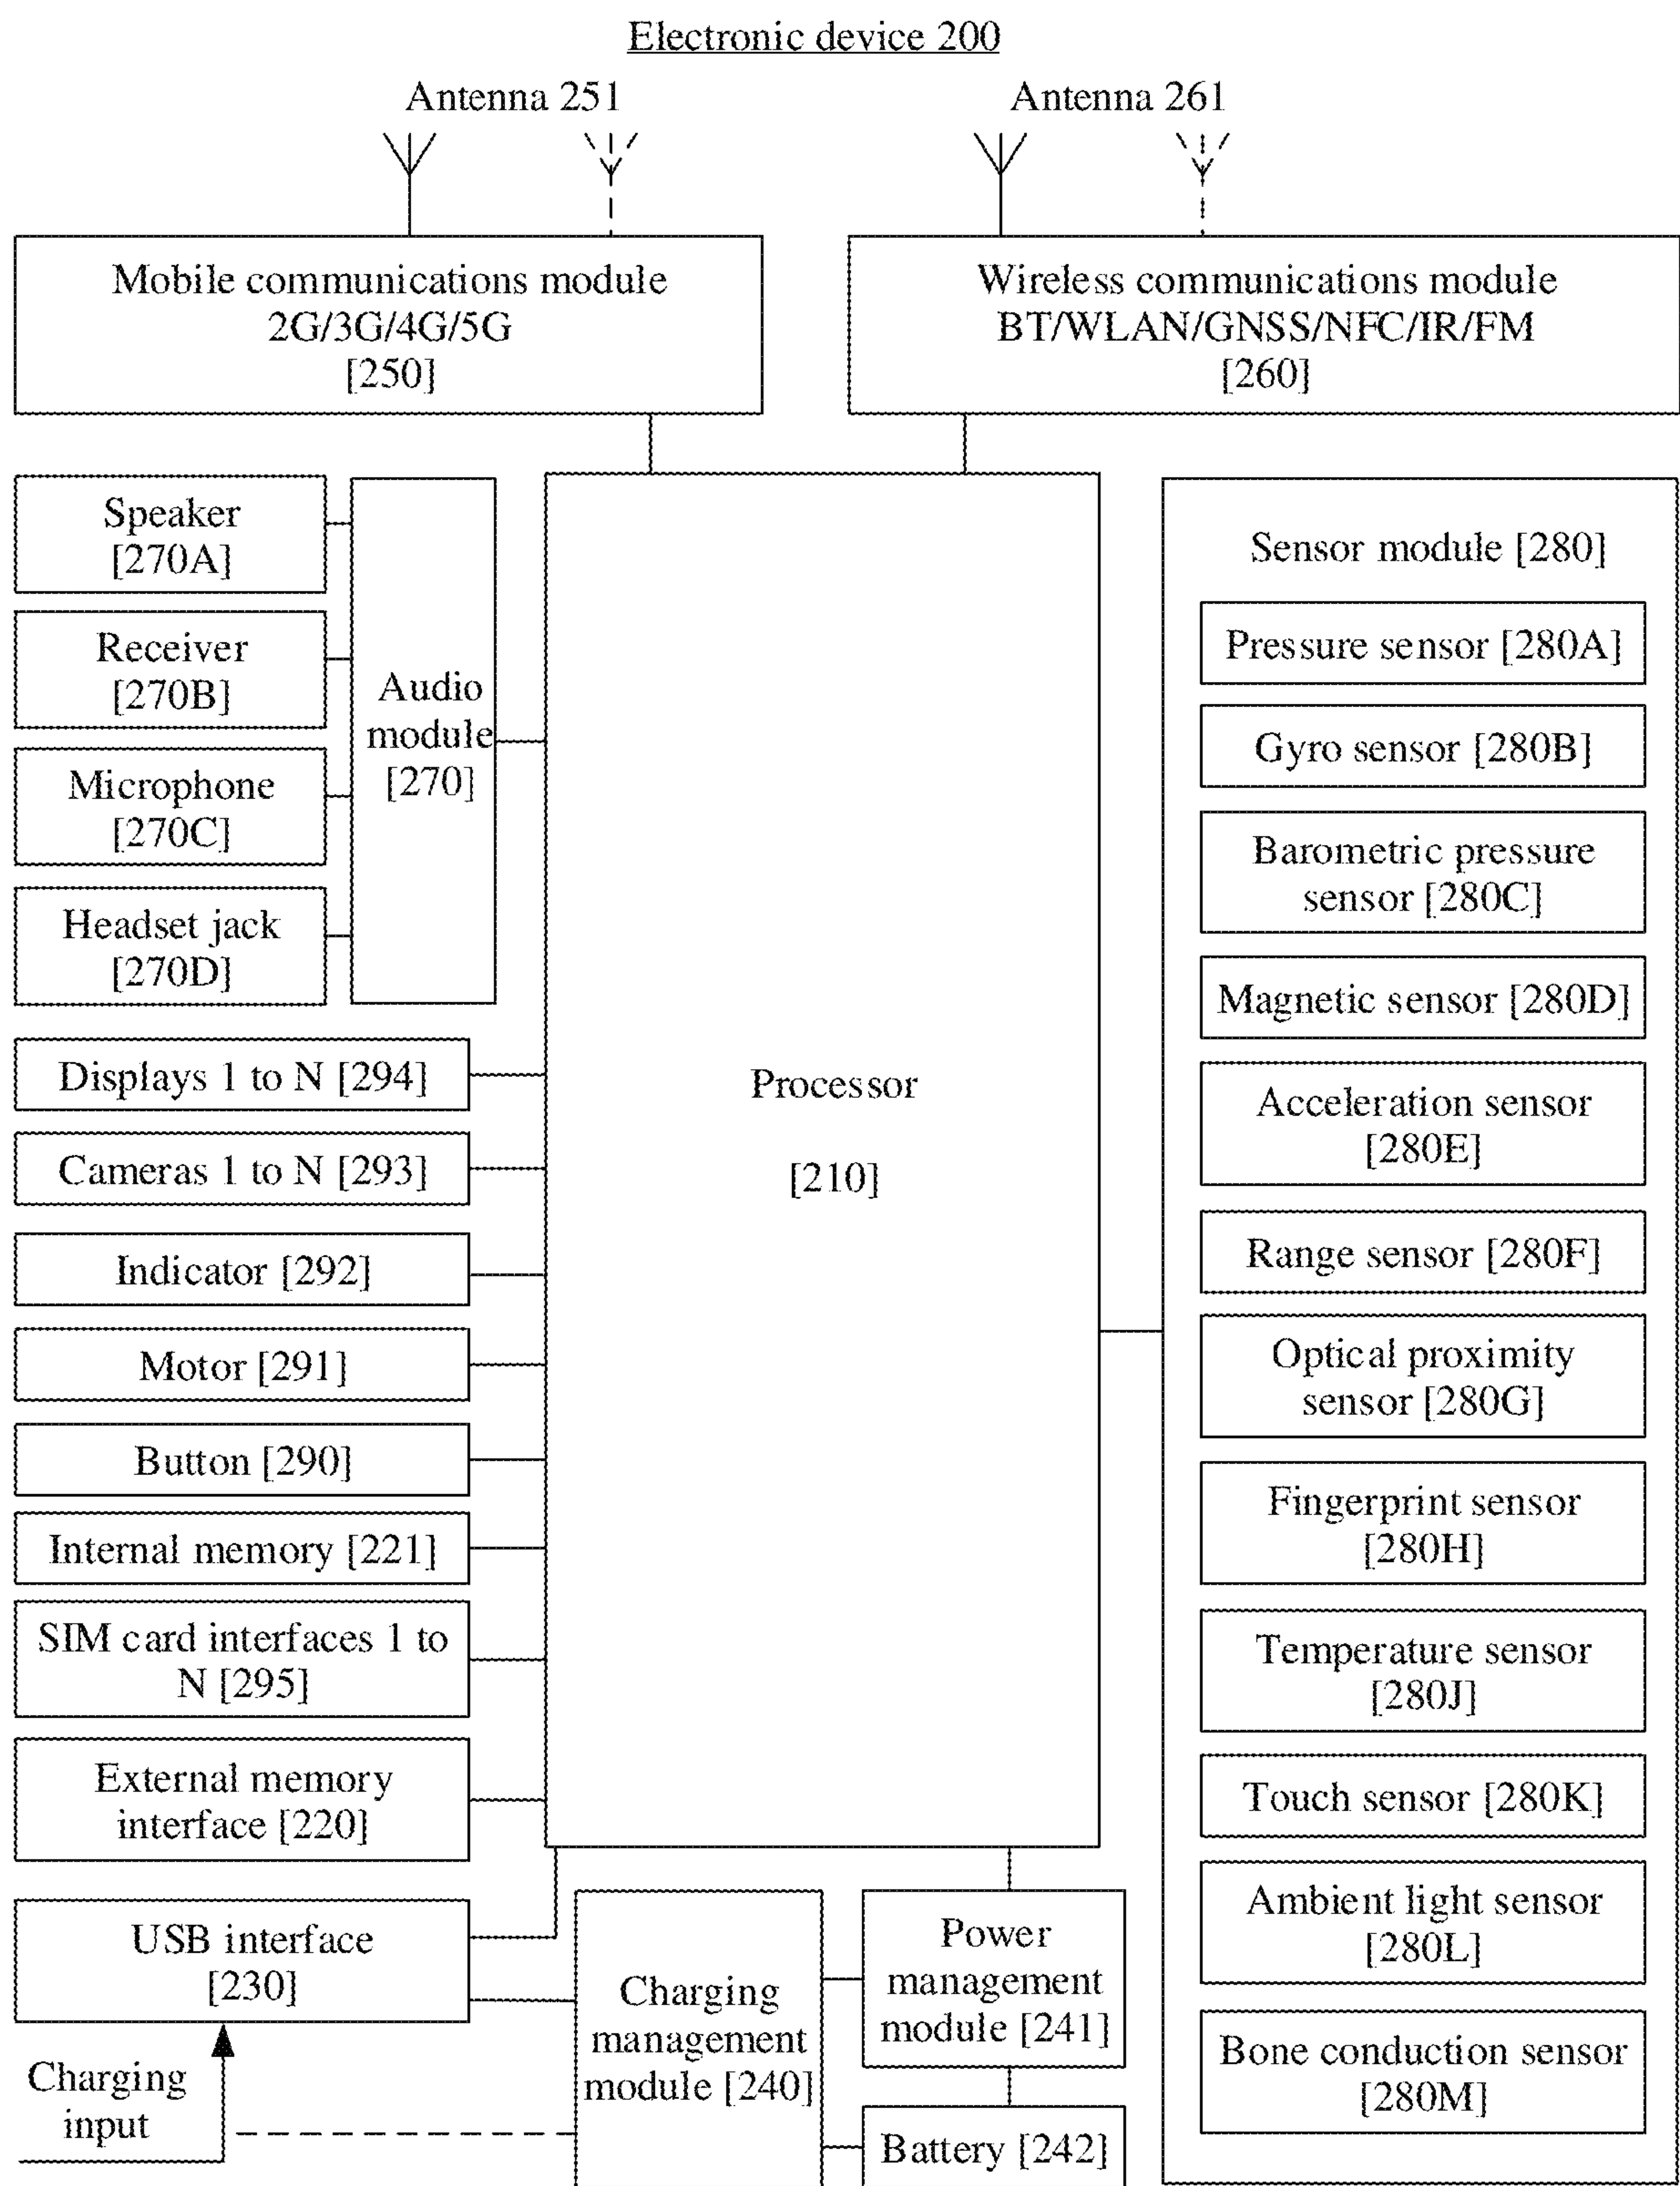 Electronic device 200
Antenna 251
Antenna 261
Mobile communications module
2G/3G/4G/5G
[250]
Wireless communications module
BT/WLAN/GNSS/NFC/IR/FM
[260]
Speaker
[270A]
Receiver
[270B]
Microphone
[270C]
Headset jack
[270D]
Audio
module
[270]
Displays 1 to N [294]
Cameras 1 to N [293]
Indicator [292]
Motor [291]
Button [290]
Internal memory [221]
SIM card interfaces 1 to
N [295]
External memory
interface [220]
USB interface
[230]
Charging
input
Processor
[210]
Charging
management
module [240]
Power
management
module [241]
Battery [242]
Sensor module [280]
Pressure sensor [280A]
Gyro sensor [280B]
Barometric pressure
sensor [280C]
Magnetic sensor [280D]
Acceleration sensor
[280E]
Range sensor [280F]
Optical proximity
sensor [280G]
Fingerprint sensor
[280H]
Temperature sensor
[280J]
Touch sensor [280K]
Ambient light sensor
[280L]
Bone conduction sensor
[280M]